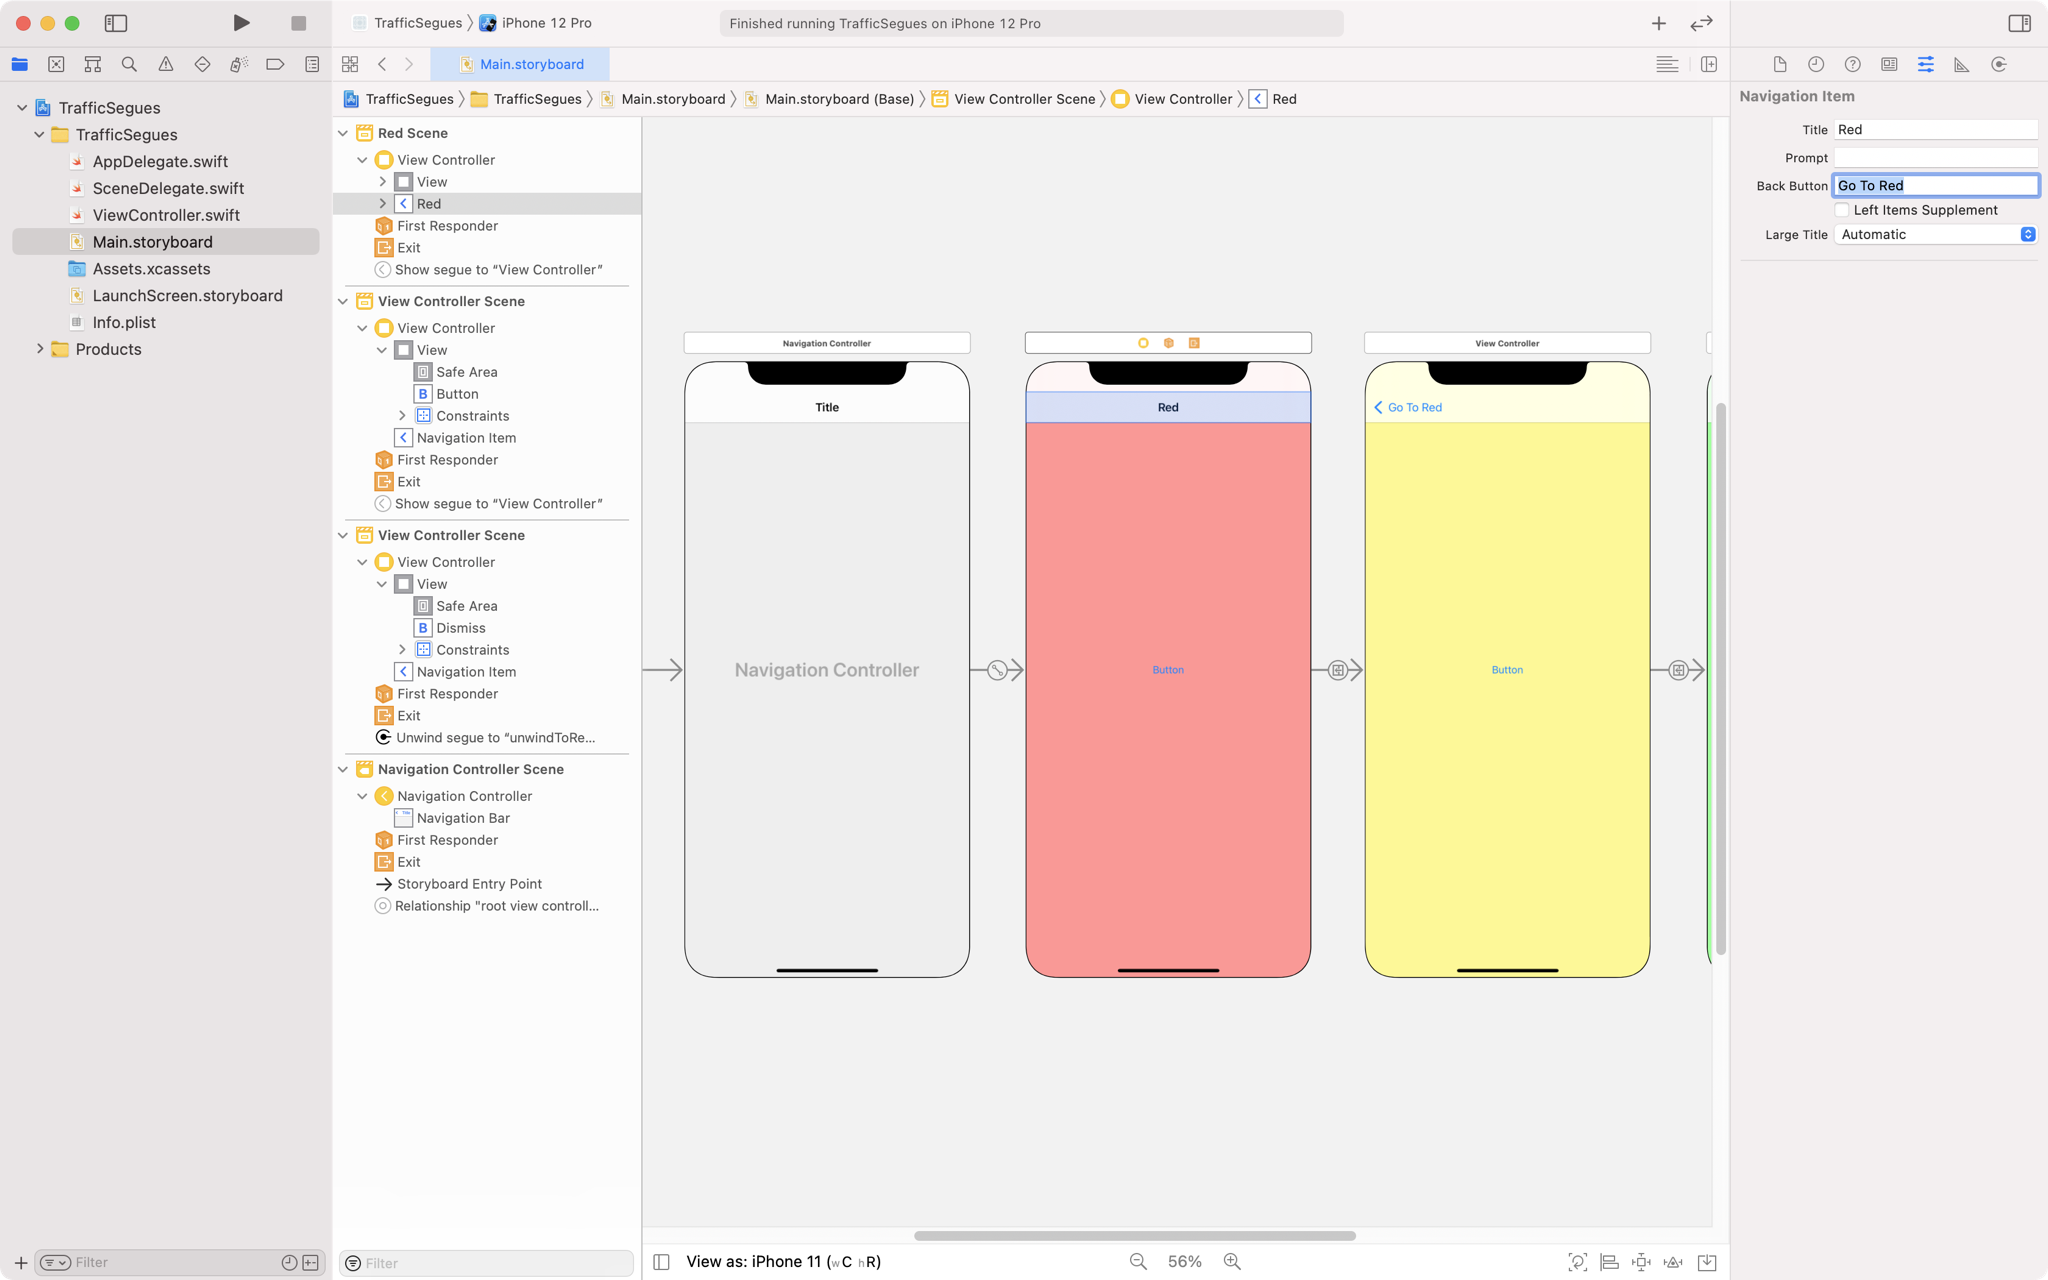 TrafficSegues
iPhone 12 Pro
Finished running TrafficSegues on iPhone 12 Pro
Main.storyboard
TrafficSegues
TrafficSegues
Main.storyboard
Main.storyboard (Base)
View Controller Scene
View Controller
Red
TrafficSegues
TrafficSegues
AppDelegate.swift
SceneDelegate.swift
ViewController.swift
Main.storyboard
Assets.xcassets
LaunchScreen.storyboard
Info.plist
Products
Filter
Red Scene
View Controller
View
Red
First Responder
Exit
Show segue to “View Controller”
View Controller Scene
View Controller
View
Safe Area
B Button
Constraints
Navigation Item
First Responder
Exit
Show segue to “View Controller”
View Controller Scene
View Controller
View
Safe Area
B Dismiss
Constraints
Navigation Item
First Responder
Exit
Unwind segue to “unwindToRe...
Navigation Controller Scene
Navigation Controller
Navigation Bar
First Responder
Exit
Storyboard Entry Point
Relationship "root view controll...
Filter
Navigation Controller
Title
Navigation Controller
Red
Button
View Controller
Go To Red
Button
View as: iPhone 11 (wC hR)
56%
Navigation Item
Title Red
Prompt
Back Button Go To Red
Left Items Supplement
Large Title Automatic